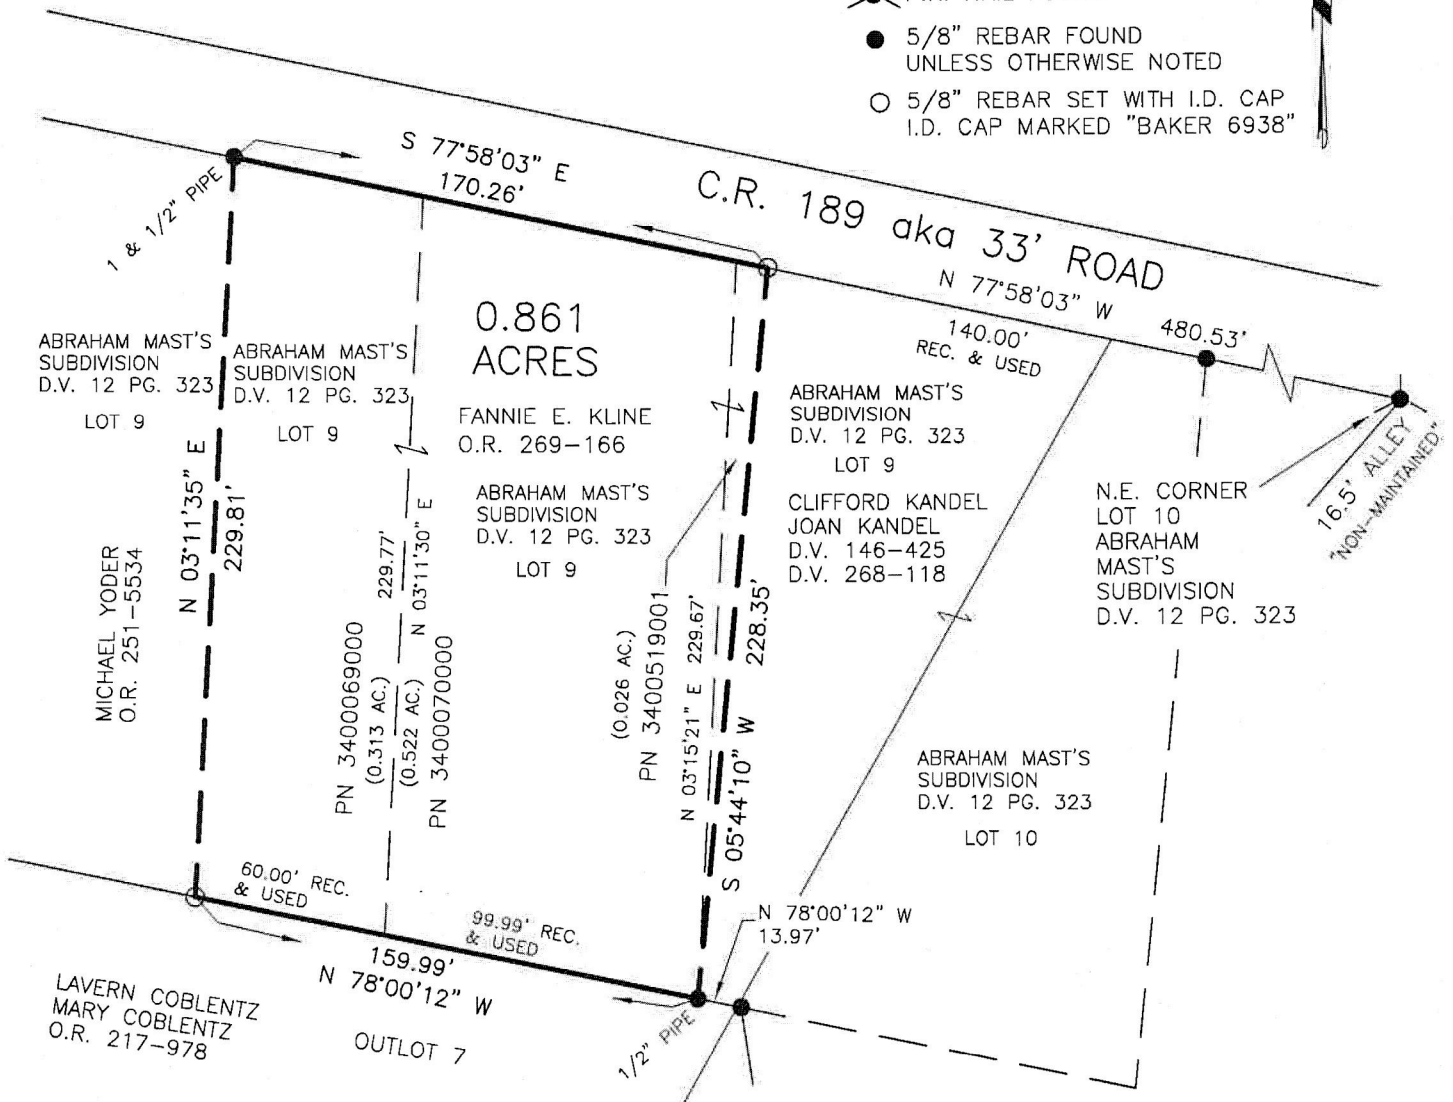 5/8" REBAR FOUND
UNLESS OTHERWISE NOTED
5/8" REBAR SET WITH I.D. CAP
I.D. CAP MARKED "BAKER 6938"
S 77°58'03" E
170.26'
C.R. 189 aka 33' ROAD
N 77°58'03" W
140.00'
REC. & USED
480.53'
1 & 1/2" PIPE
0.861
ACRES
ABRAHAM MAST'S
SUBDIVISION
D.V. 12 PG. 323
LOT 9
ABRAHAM MAST'S
SUBDIVISION
D.V. 12 PG. 323
LOT 9
FANNIE E. KLINE
O.R. 269-166
ABRAHAM MAST'S
SUBDIVISION
D.V. 12 PG. 323
LOT 9
ABRAHAM MAST'S
SUBDIVISION
D.V. 12 PG. 323
LOT 9
CLIFFORD KANDEL
JOAN KANDEL
D.V. 146-425
D.V. 268-118
N.E. CORNER
LOT 10
ABRAHAM
MAST'S
SUBDIVISION
D.V. 12 PG. 323
16.5' ALLEY
"NON-MAINTAINED"
N 03°11'35" E
229.81'
MICHAEL YODER
O.R. 251-5534
PN 3400069000
(0.313 AC.)
229.77'
(0.522 AC.)
N 03°11'30" E
PN 3400070000
(0.026 AC.)
PN 3400519001
N 03°15'21" E 229.67'
S 05°44'10" W
228.35'
ABRAHAM MAST'S
SUBDIVISION
D.V. 12 PG. 323
LOT 10
60.00' REC.
& USED
99.99' REC.
& USED
159.99'
N 78°00'12" W
N 78°00'12" W
13.97'
LAVERN COBLENTZ
MARY COBLENTZ
O.R. 217-978
OUTLOT 7
1/2" PIPE